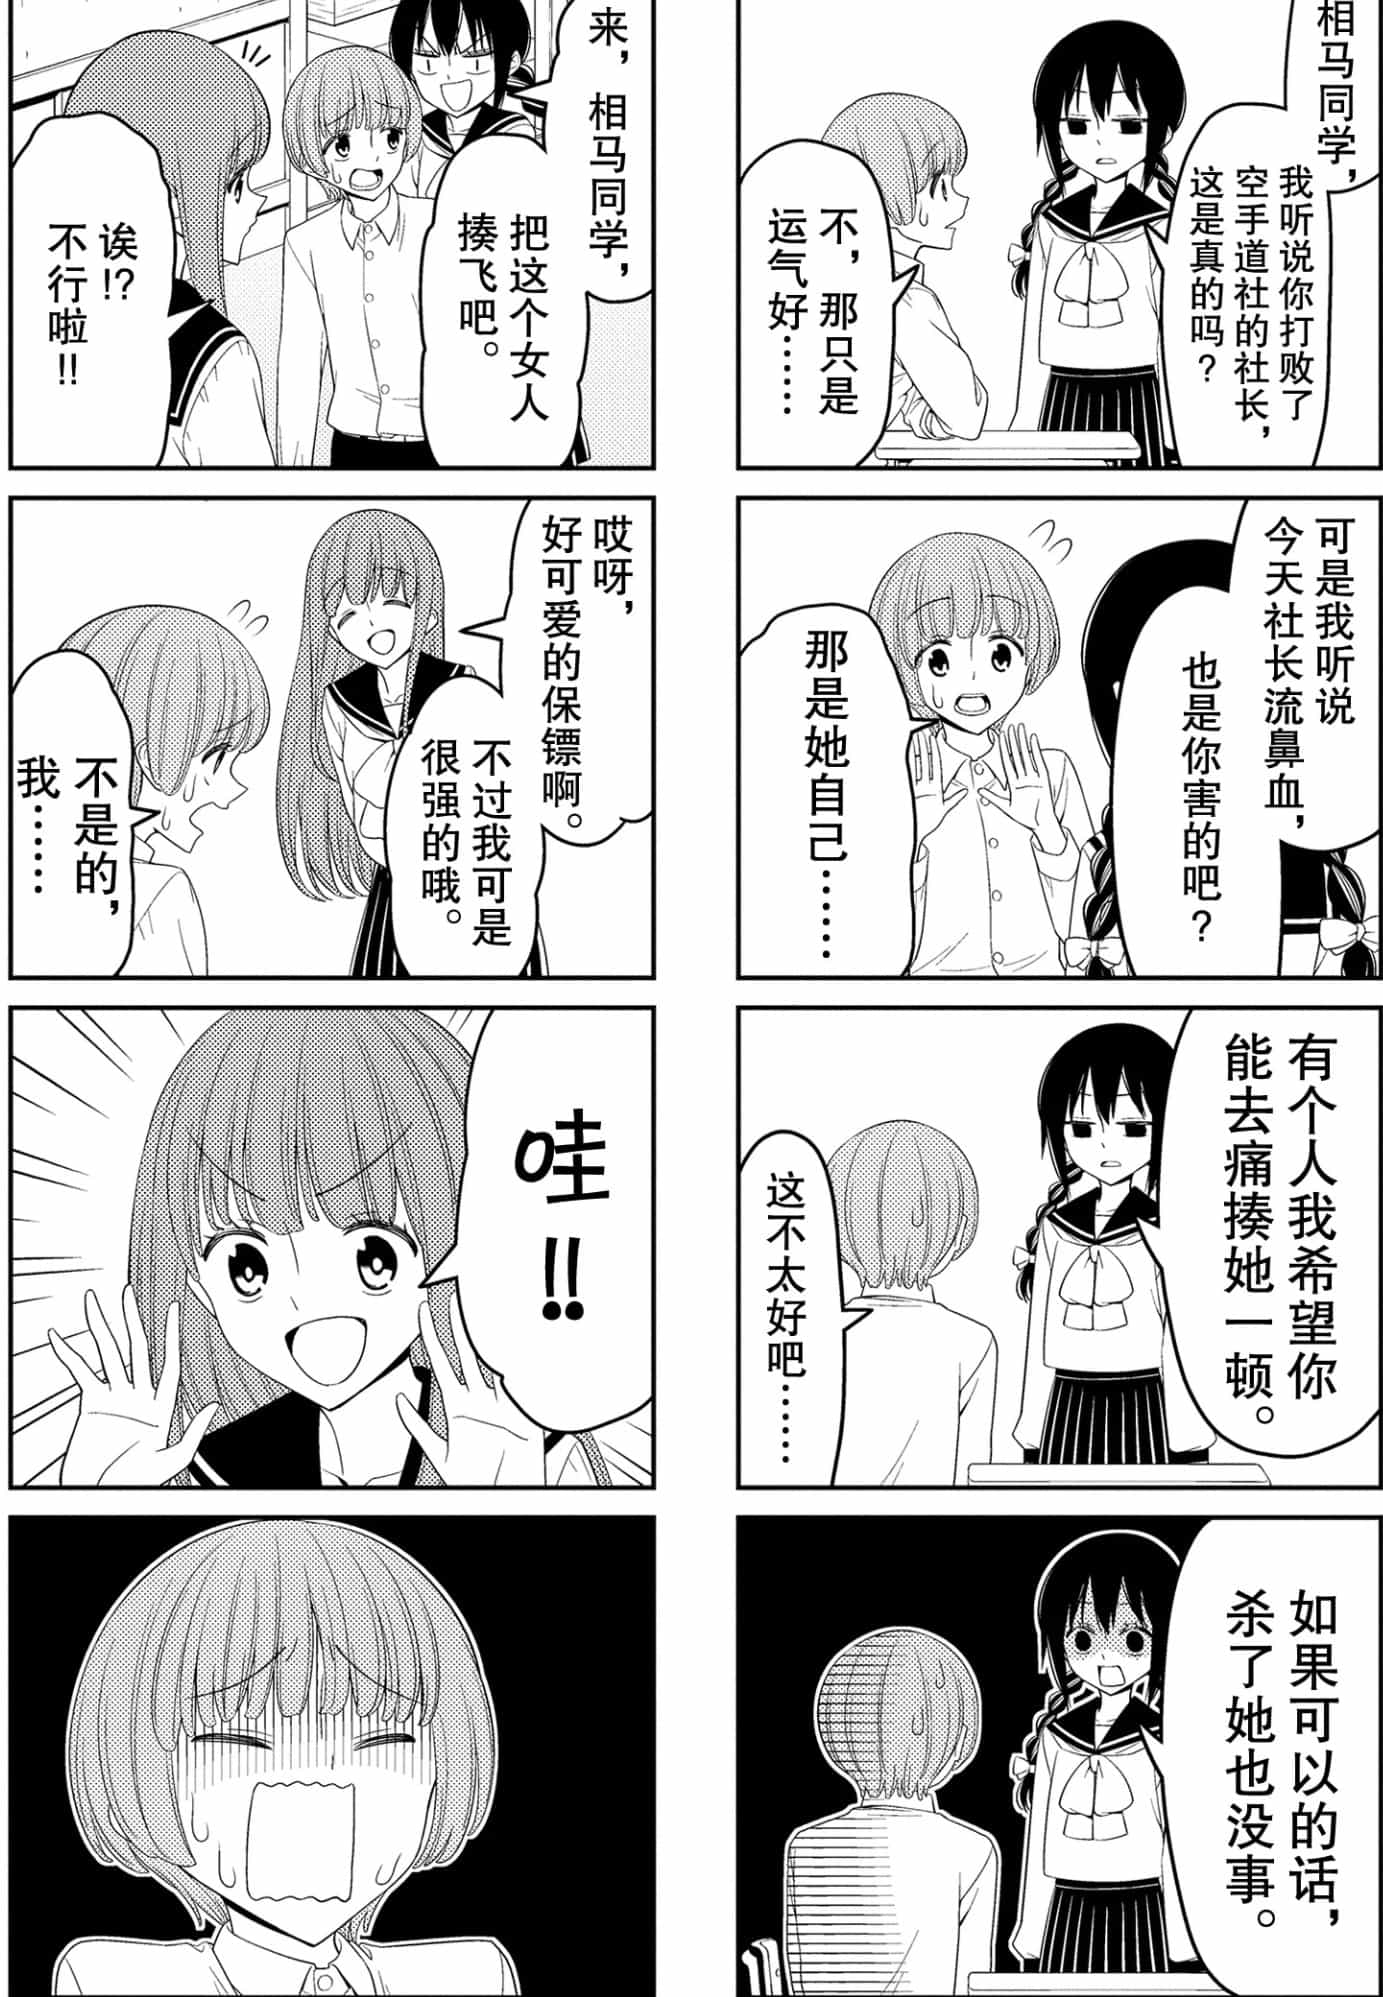 相马同学，
我听说你打败了
空手道社的社长，
这是真的吗？
不，那只是
运气好……
可是我听说
今天社长流鼻血，
也是你害的吧？
那是她自己………
有个人我希望你
能去痛揍她一顿。
这不太好吧……
如果可以的话，
杀了她也没事。
来，相马同学，
把这个女人
揍飞吧。
诶!?
不行啦!!
哎呀，
好可爱的保镖啊。
不过我可是
很强的哦。
不是的，
我……
哇!!